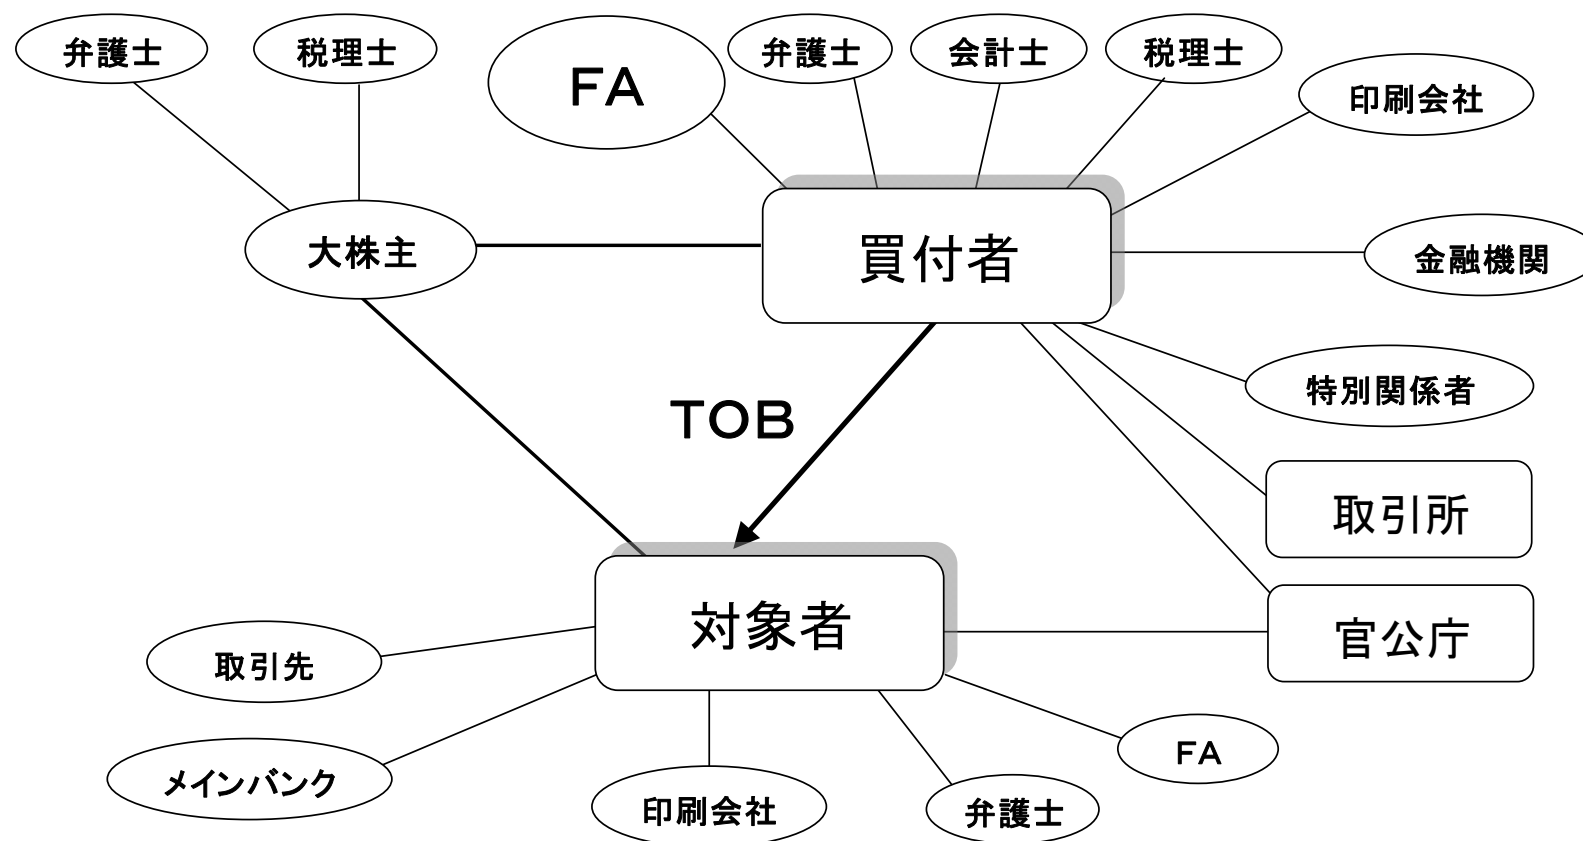 弁護士
税理士
ＦＡ
弁護士
会計士
税理士
印刷会社
大株主
買付者
金融機関
特別関係者
ＴＯＢ
取引所
対象者
官公庁
取引先
メインバンク
印刷会社
弁護士
ＦＡ